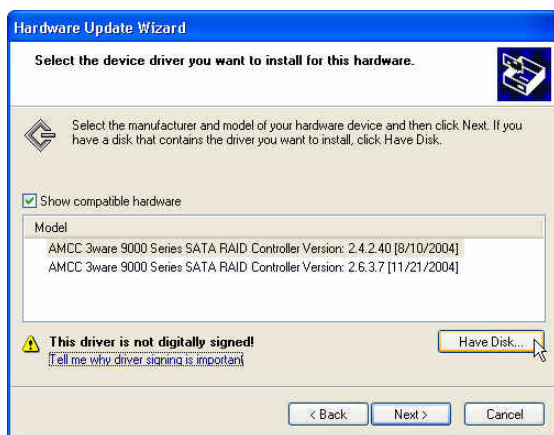 Hardware Update Wizard
Select the device driver you want to install for this hardware.
Select the manufacturer and model of your hardware device and then click Next. If you
have a disk that contains the driver you want to install, click Have Disk.
Show compatible hardware
Model
AMCC 3ware 9000 Series SATA RAID Controller Version: 2.4.2.40 [8/10/2004]
AMCC 3ware 9000 Series SATA RAID Controller Version: 2.6.3.7 [11/21/2004]
This driver is not digitally signed!
Have Disk...
Tell me why driver signing is important
< Back
Next >
Cancel